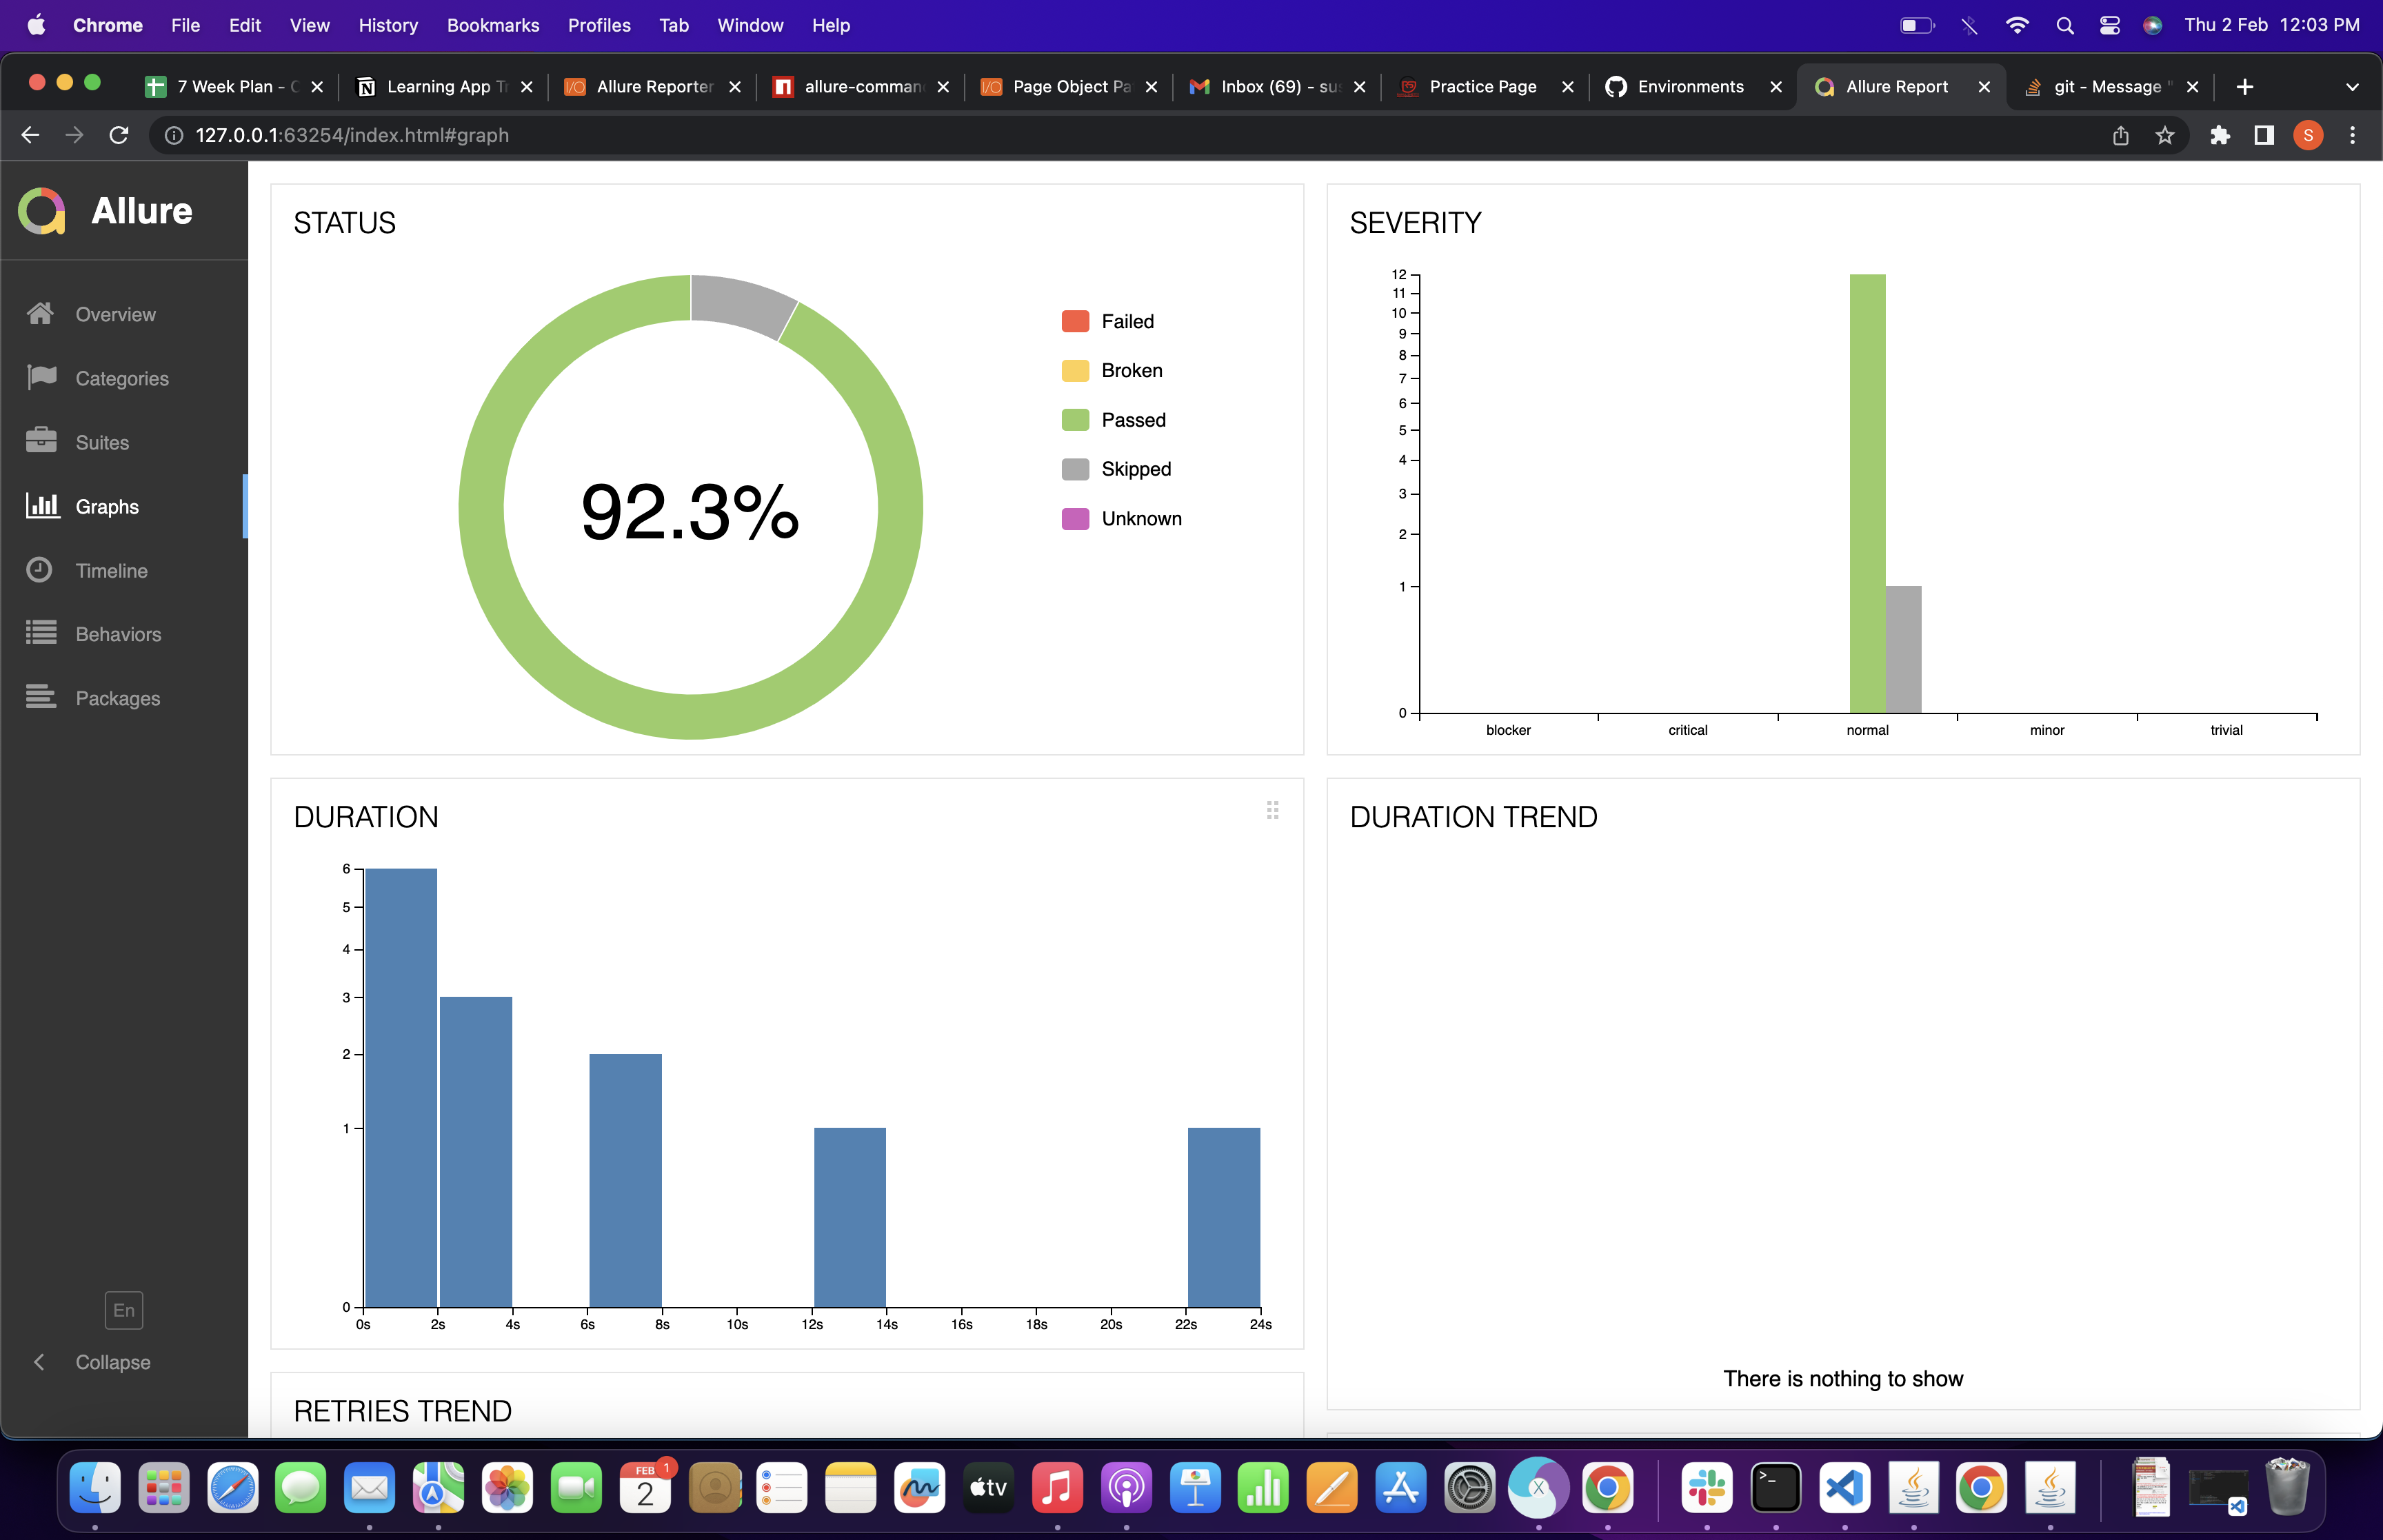 Chrome File Edit View History Bookmarks Profiles Tab Window Help Thu 2 Feb 12:03 PM
7 Week Plan - Learning App Allure Reporter allure-comman Page Object Pa Inbox (69) - sus Practice Page Environments Allure Report git - Message "
127.0.0.1:63254/index.html#graph S
Allure
Overview
Categories
Suites
Graphs
Timeline
Behaviors
Packages
En
Collapse
STATUS
92.3%
Failed
Broken
Passed
Skipped
Unknown
SEVERITY
12
11
10
9
8
7
6
5
4
3
2
1
0
blocker critical normal minor trivial
DURATION
6
5
4
3
2
1
0
0s 2s 4s 6s 8s 10s 12s 14s 16s 18s 20s 22s 24s
DURATION TREND
There is nothing to show
RETRIES TREND
FEB 1
2
tv
X
>_